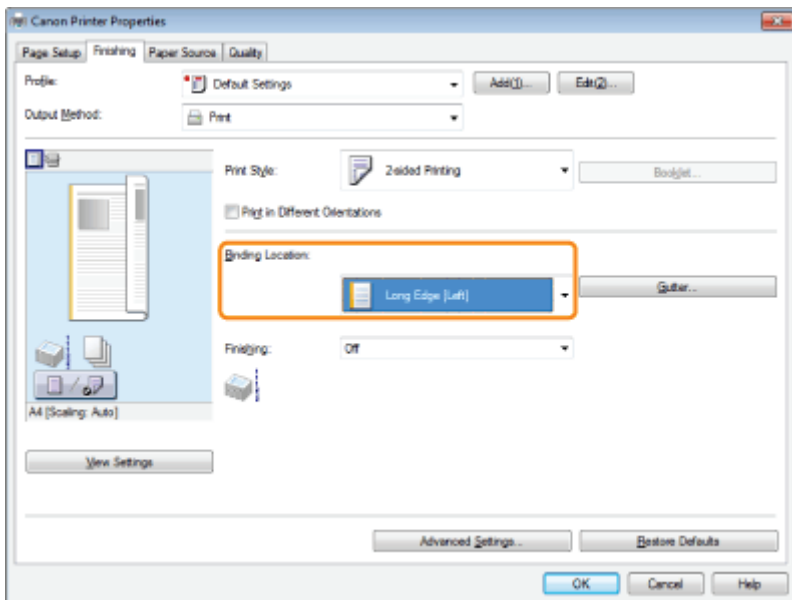 Canon Printer Properties
Page Setup Finishing Paper Source Quality
Profile: Default Settings Add(1)... Edit(2)...
Output Method: Print
Print Style: 2-sided Printing Booklet...
Print in Different Orientations
Binding Location:
Long Edge [Left] Gutter...
Finishing: Off
A4 [Scaling: Auto]
View Settings
Advanced Settings... Restore Defaults
OK Cancel Help